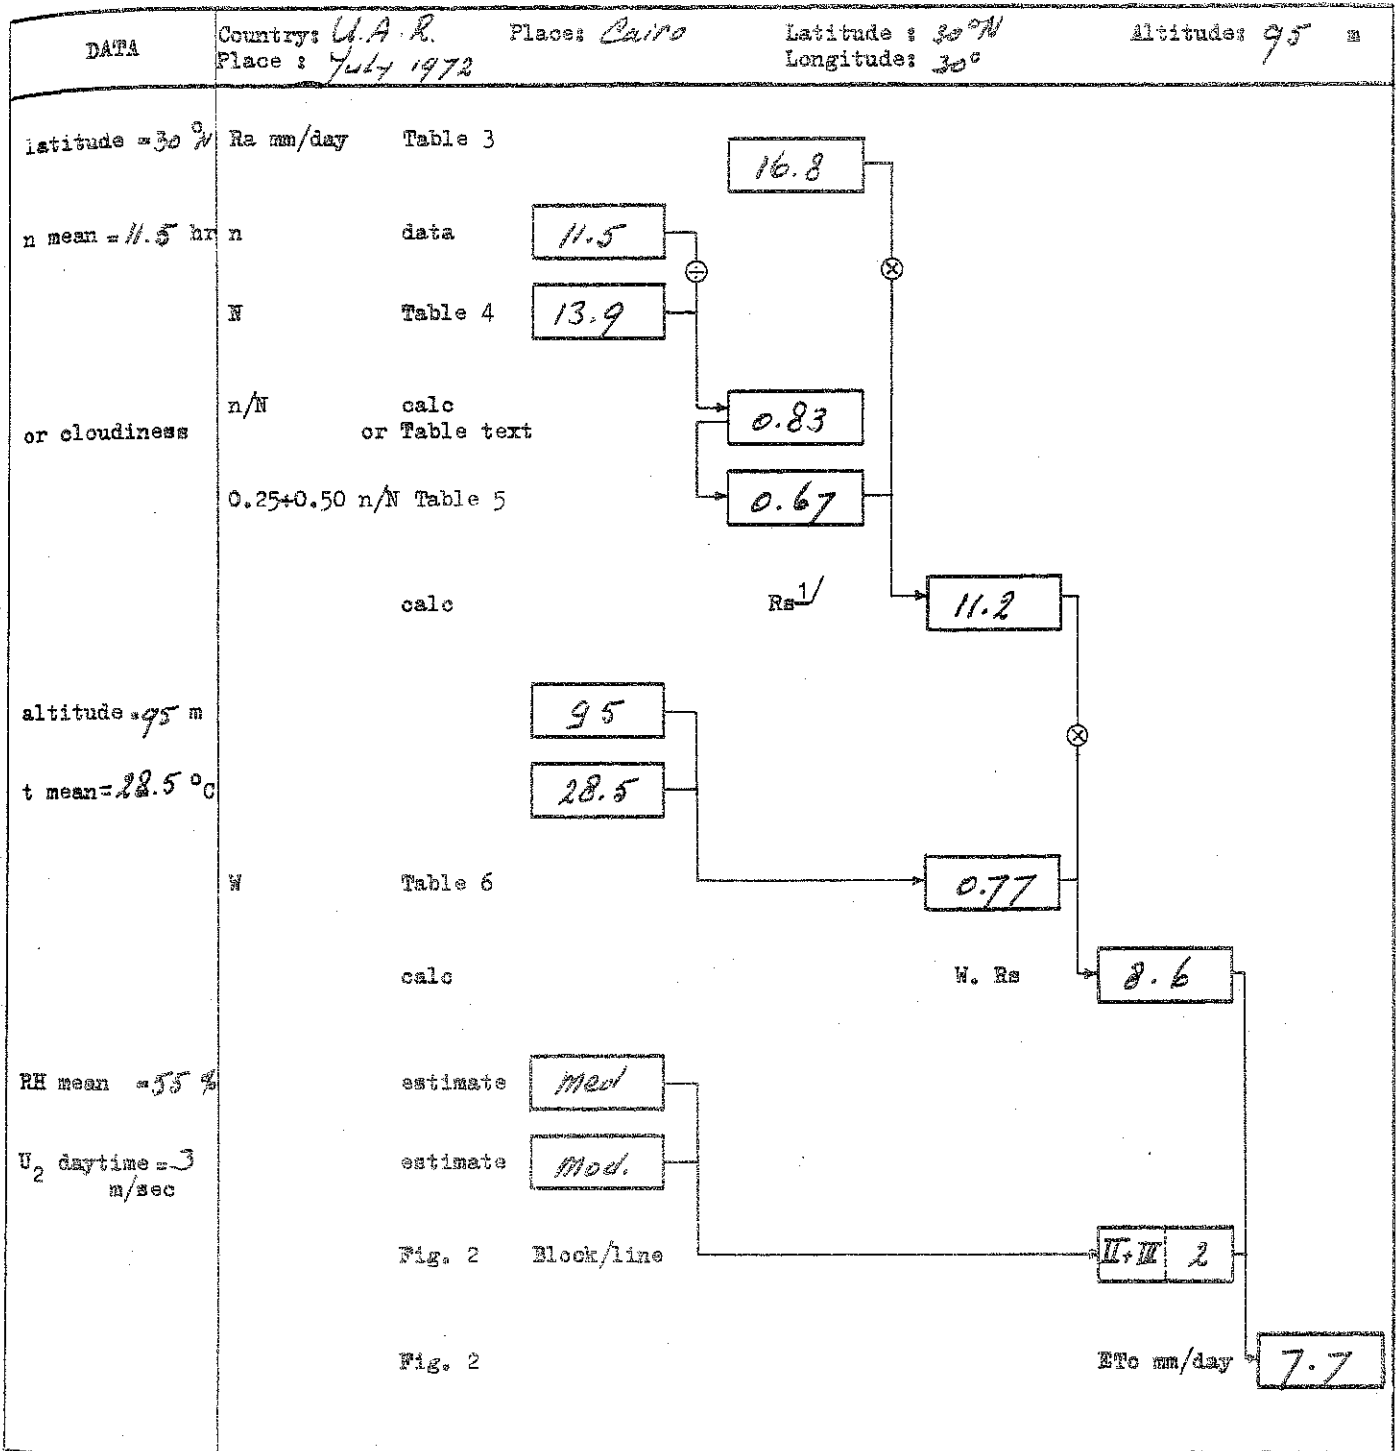 DATA
Country: U.A.R. Place: Cairo Latitude : 30°N Altitude: 95 m
Place : July 1972 Longitude: 30°
latitude = 30°N Ra mm/day Table 3 16.8
n mean = 11.5 hr n data 11.5
÷ ⊗
N Table 4 13.9
n/N calc 0.83
or cloudiness or Table text
0.25+0.50 n/N Table 5 0.67
calc Rs 1/ 11.2
altitude = 95 m 95
⊗
t mean = 28.5 °C 28.5
W Table 6 0.77
calc W. Rs 8.6
RH mean = 55 % estimate Med
U2 daytime = 3 estimate Mod.
m/sec
Fig. 2 Block/line II+III 2
Fig. 2 ETo mm/day 7.7